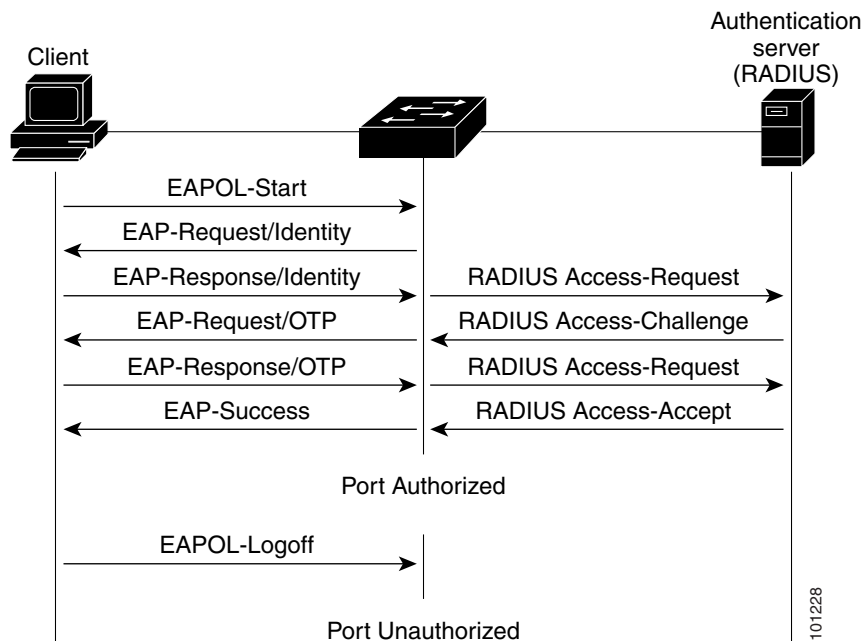 Authentication
server
(RADIUS)
Client
EAPOL-Start
EAP-Request/Identity
EAP-Response/Identity
RADIUS Access-Request
EAP-Request/OTP
RADIUS Access-Challenge
EAP-Response/OTP
RADIUS Access-Request
EAP-Success
RADIUS Access-Accept
Port Authorized
EAPOL-Logoff
Port Unauthorized
101228